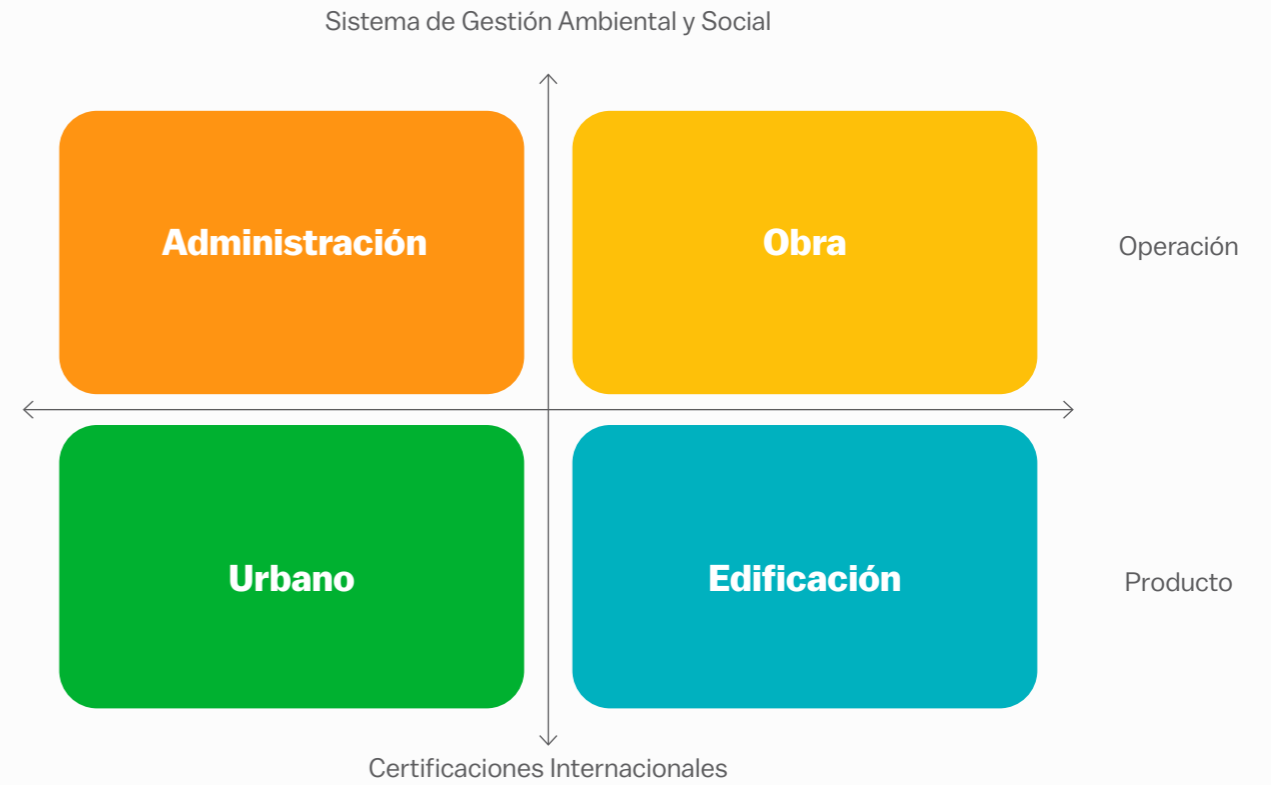 Sistema de Gestión Ambiental y Social
Administración
Obra
Operación
Urbano
Edificación
Producto
Certificaciones Internacionales